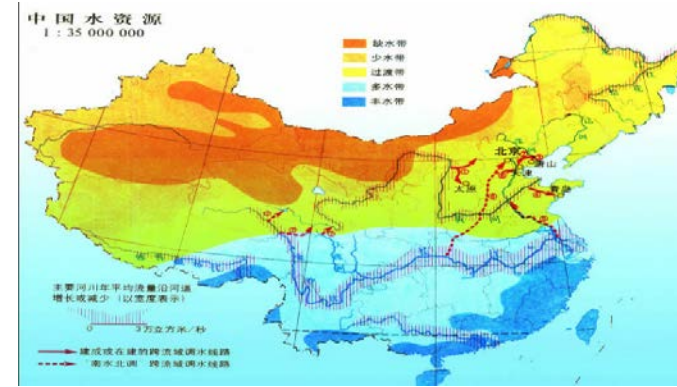 中国水资源
1：35 000 000
缺水带
少水带
过渡带
多水带
丰水带
北京
天津
唐山
太原
青岛
主要河川年平均流量沿河道
增长或减少（以宽度表示）
0 3万立方米／秒
建成或在建的跨流域调水线路
“南水北调”跨流域调水线路